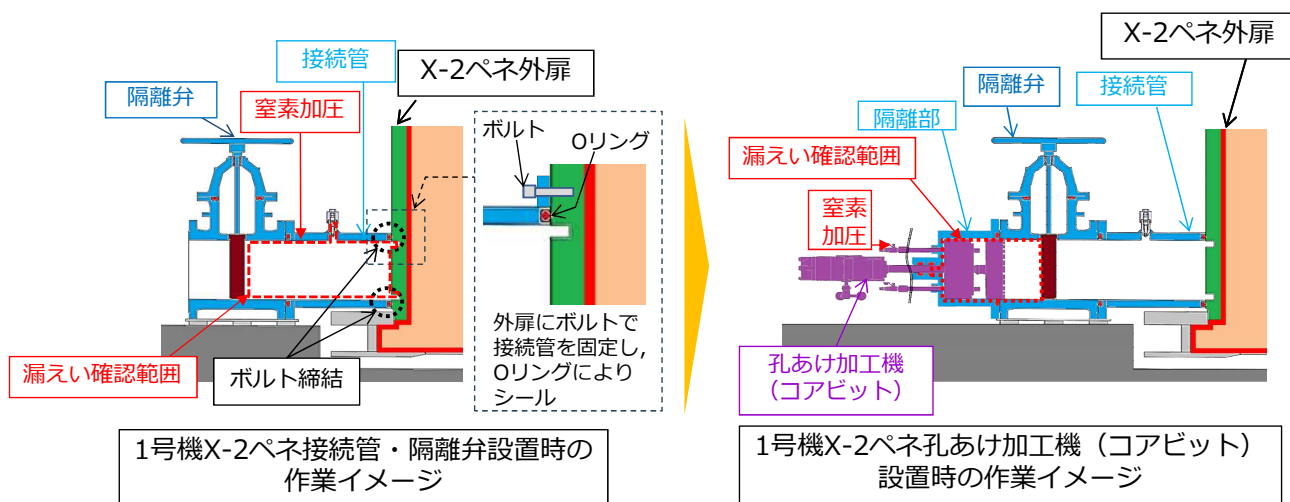 接続管
X-2ペネ外扉
隔離弁
窒素加圧
ボルト
Oリング
外扉にボルトで
接続管を固定し,
Oリングにより
シール
漏えい確認範囲
ボルト締結
1号機X-2ペネ接続管・隔離弁設置時の
作業イメージ
X-2ペネ外扉
隔離弁
接続管
隔離部
漏えい確認範囲
窒素
加圧
孔あけ加工機
（コアビット）
1号機X-2ペネ孔あけ加工機（コアビット）
設置時の作業イメージ